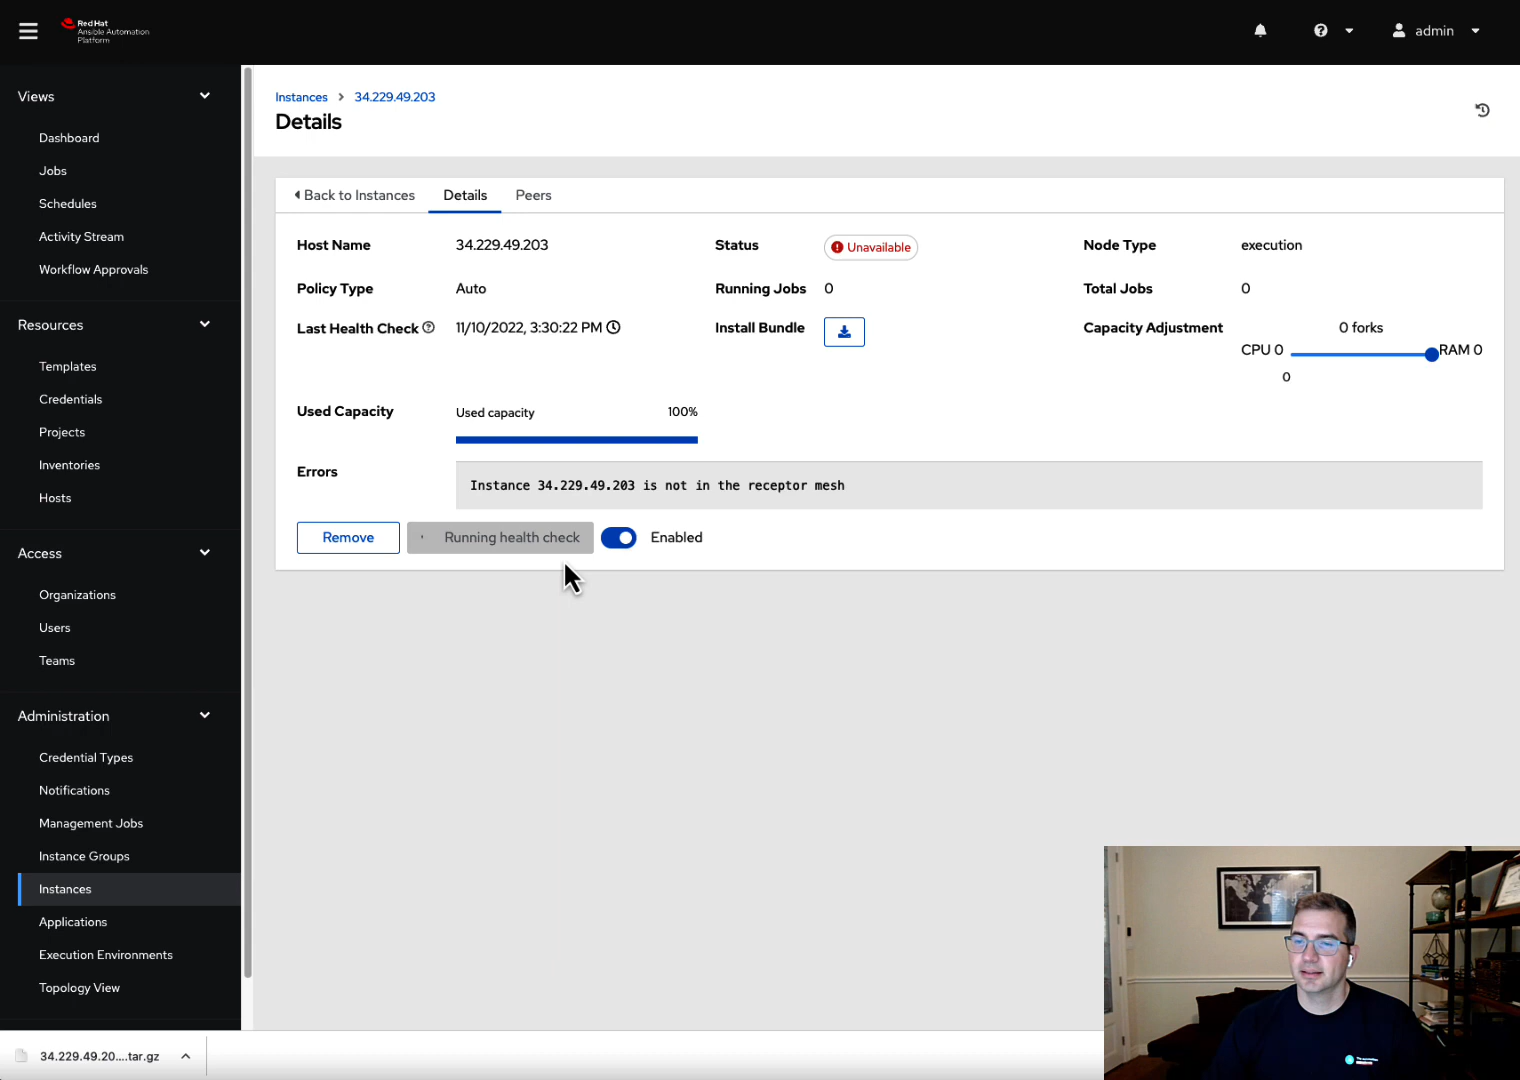 Red Hat
Ansible Automation
Platform
admin
Views
Dashboard
Jobs
Schedules
Activity Stream
Workflow Approvals
Resources
Templates
Credentials
Projects
Inventories
Hosts
Access
Organizations
Users
Teams
Administration
Credential Types
Notifications
Management Jobs
Instance Groups
Instances
Applications
Execution Environments
Topology View
Instances > 34.229.49.203
Details
Back to Instances Details Peers
Host Name 34.229.49.203 Status Unavailable Node Type execution
Policy Type Auto Running Jobs 0 Total Jobs 0
Last Health Check 11/10/2022, 3:30:22 PM Install Bundle Capacity Adjustment 0 forks
CPU 0 RAM 0
0
Used Capacity Used capacity 100%
Errors Instance 34.229.49.203 is not in the receptor mesh
Remove Running health check Enabled
34.229.49.20....tar.gz